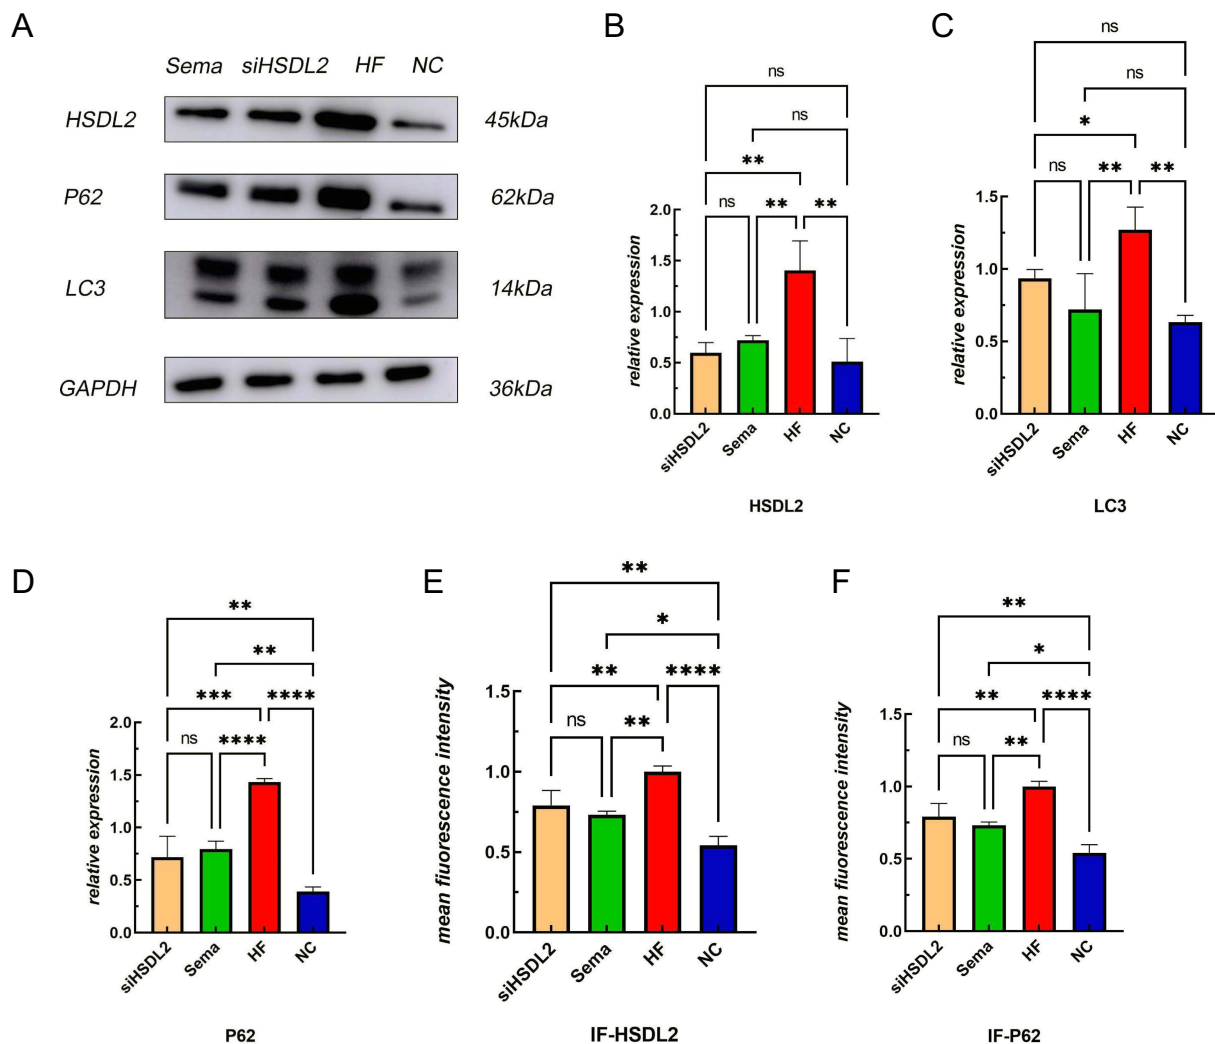 A
Sema siHSDL2 HF NC
HSDL2 45kDa
P62 62kDa
LC3 14kDa
GAPDH 36kDa
B
ns
ns
**
ns ** **
relative expression
2.0
1.5
1.0
0.5
0.0
siHSDL2 Sema HF NC
HSDL2
C
ns
ns
*
ns ** **
relative expression
1.5
1.0
0.5
0.0
siHSDL2 Sema HF NC
LC3
D
**
**
*** ****
ns ****
relative expression
2.0
1.5
1.0
0.5
0.0
siHSDL2 Sema HF NC
P62
E
**
*
** ****
ns **
mean fiuorescence intensity
1.5
1.0
0.5
0.0
siHSDL2 Sema HF NC
IF-HSDL2
F
**
*
** ****
ns **
mean fiuorescence intensity
1.5
1.0
0.5
0.0
siHSDL2 Sema HF NC
IF-P62